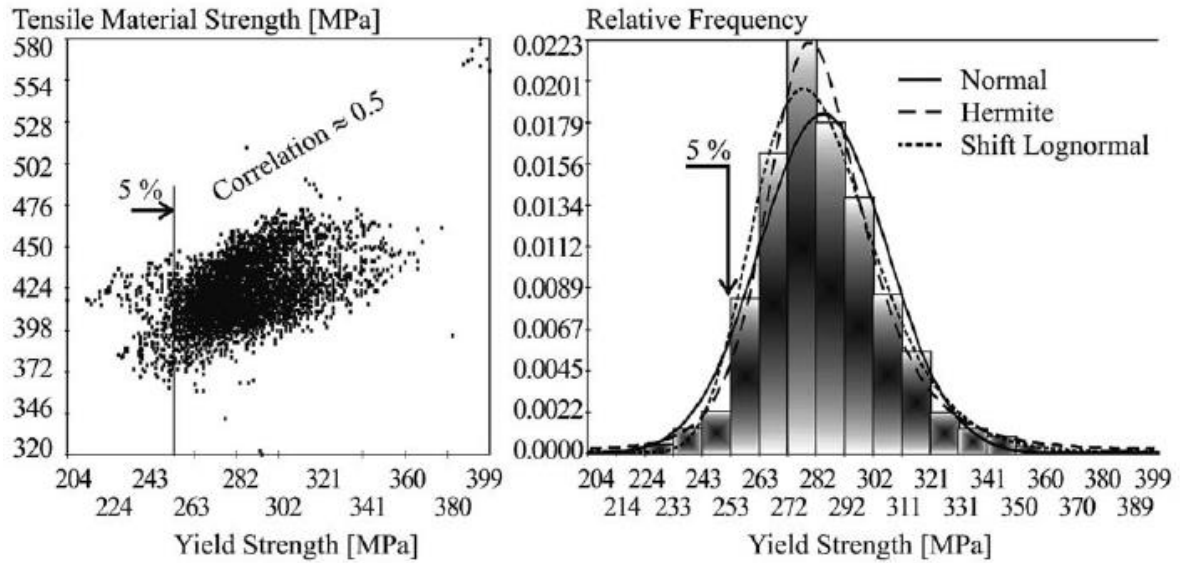 Tensile Material Strength [MPa]
580
554
528
502
476
450
424
398
372
346
320
5 %
Correlation ≈ 0.5
204 243 282 321 360 399
224 263 302 341 380
Yield Strength [MPa]
Relative Frequency
0.0223
0.0201
0.0179
0.0156
0.0134
0.0112
0.0089
0.0067
0.0045
0.0022
0.0000
5 %
Normal
Hermite
Shift Lognormal
204 224 243 263 282 302 321 341 360 380 399
214 233 253 272 292 311 331 350 370 389
Yield Strength [MPa]